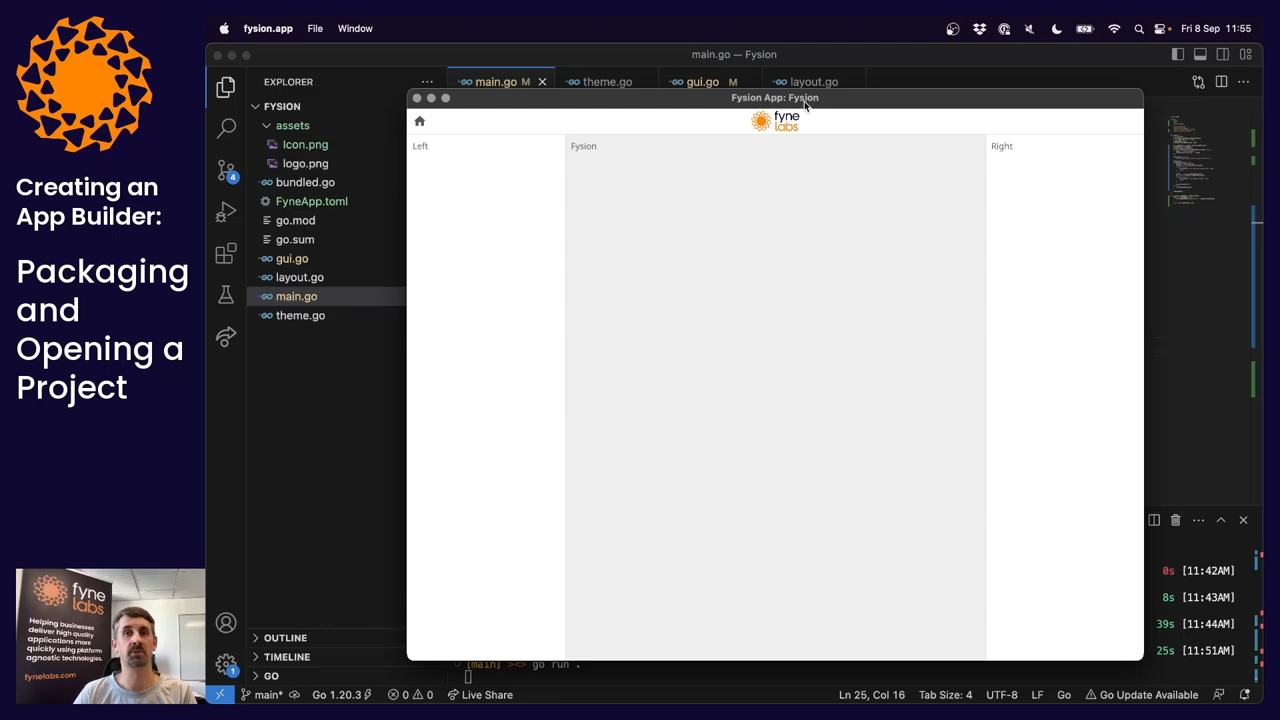 Creating an
App Builder:
Packaging
and
Opening a
Project
fyne
labs
Helping businesses
deliver high quality
applications more
quickly using platform
agnostic technologies.
fynelabs.com
fysion.app File Window
Fri 8 Sep 11:55
main.go — Fysion
EXPLORER
main.go M
theme.go
gui.go M
layout.go
FYSION
assets
Icon.png
logo.png
bundled.go
FyneApp.toml
go.mod
go.sum
gui.go
layout.go
main.go
theme.go
4
Fysion App: Fysion
fyne
labs
Left
Fysion
Right
0s [11:42AM]
8s [11:43AM]
39s [11:44AM]
25s [11:51AM]
[main] >=> go run .
OUTLINE
TIMELINE
GO
1
main* Go 1.20.3 0 0 Live Share
Ln 25, Col 16 Tab Size: 4 UTF-8 LF Go Go Update Available